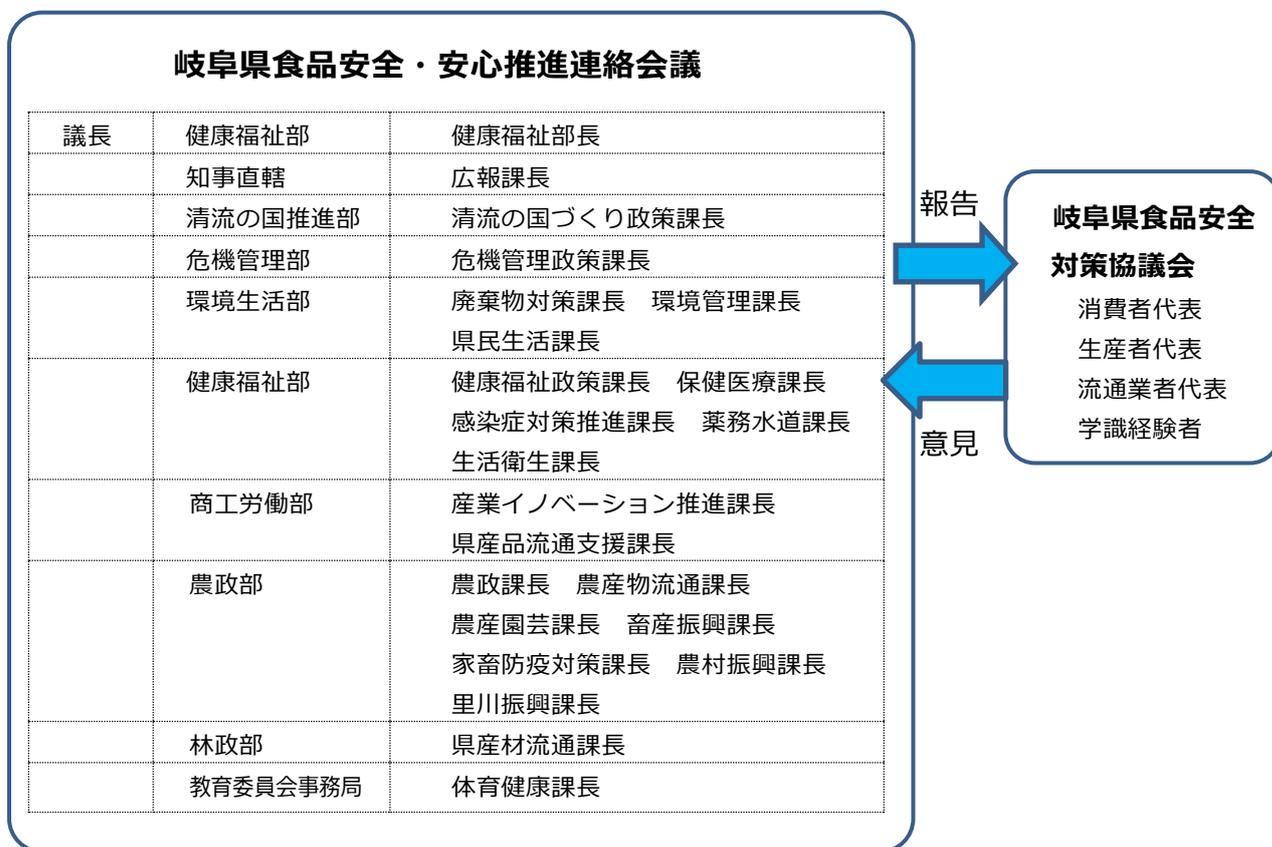 岐阜県食品安全・安心推進連絡会議
議長 健康福祉部 健康福祉部長
知事直轄 広報課長
清流の国推進部 清流の国づくり政策課長
危機管理部 危機管理政策課長
環境生活部 廃棄物対策課長 環境管理課長
県民生活課長
健康福祉部 健康福祉政策課長 保健医療課長
感染症対策推進課長 薬務水道課長
生活衛生課長
商工労働部 産業イノベーション推進課長
県産品流通支援課長
農政部 農政課長 農産物流通課長
農産園芸課長 畜産振興課長
家畜防疫対策課長 農村振興課長
里川振興課長
林政部 県産材流通課長
教育委員会事務局 体育健康課長
報告
意見
岐阜県食品安全
対策協議会
消費者代表
生産者代表
流通業者代表
学識経験者